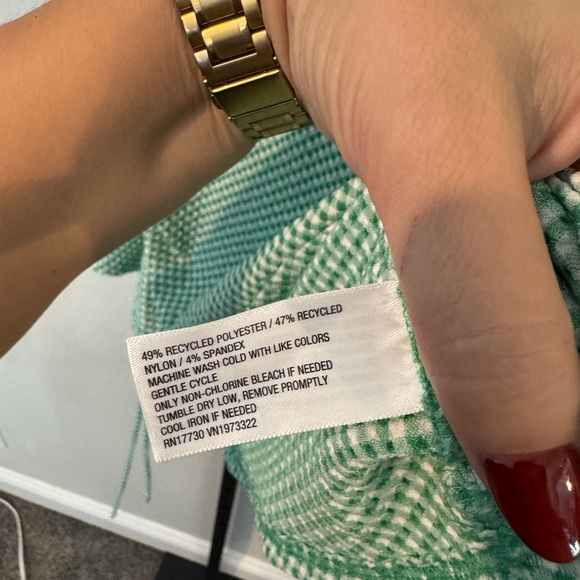 49% RECYCLED POLYESTER / 47% RECYCLED
NYLON / 4% SPANDEX
MACHINE WASH COLD WITH LIKE COLORS
GENTLE CYCLE
ONLY NON-CHLORINE BLEACH IF NEEDED
TUMBLE DRY LOW, REMOVE PROMPTLY
COOL IRON IF NEEDED
RN17730 VN1973322